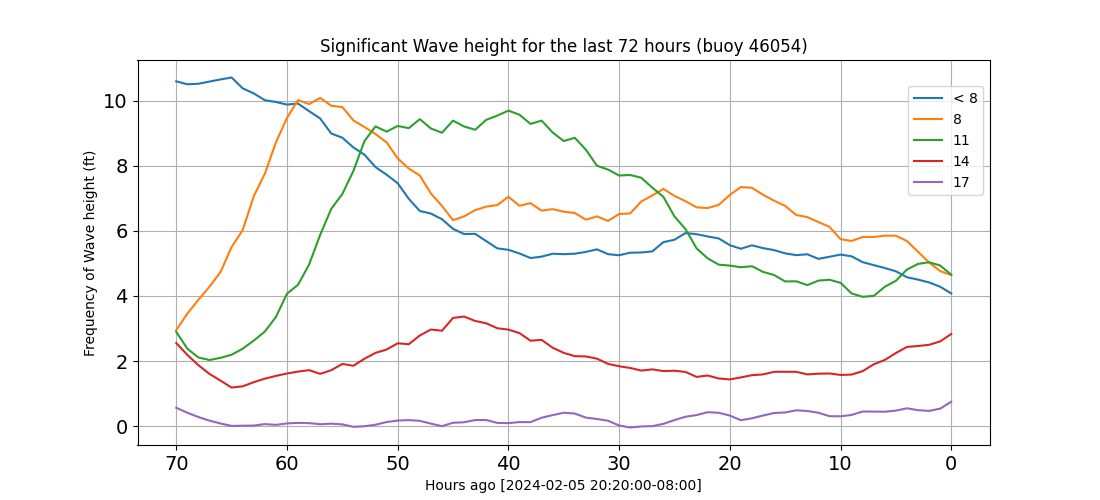 Significant Wave height for the last 72 hours (buoy 46054)
Frequency of Wave height (ft)
10
8
6
4
2
0
< 8
8
11
14
17
70 60 50 40 30 20 10 0
Hours ago [2024-02-05 20:20:00-08:00]